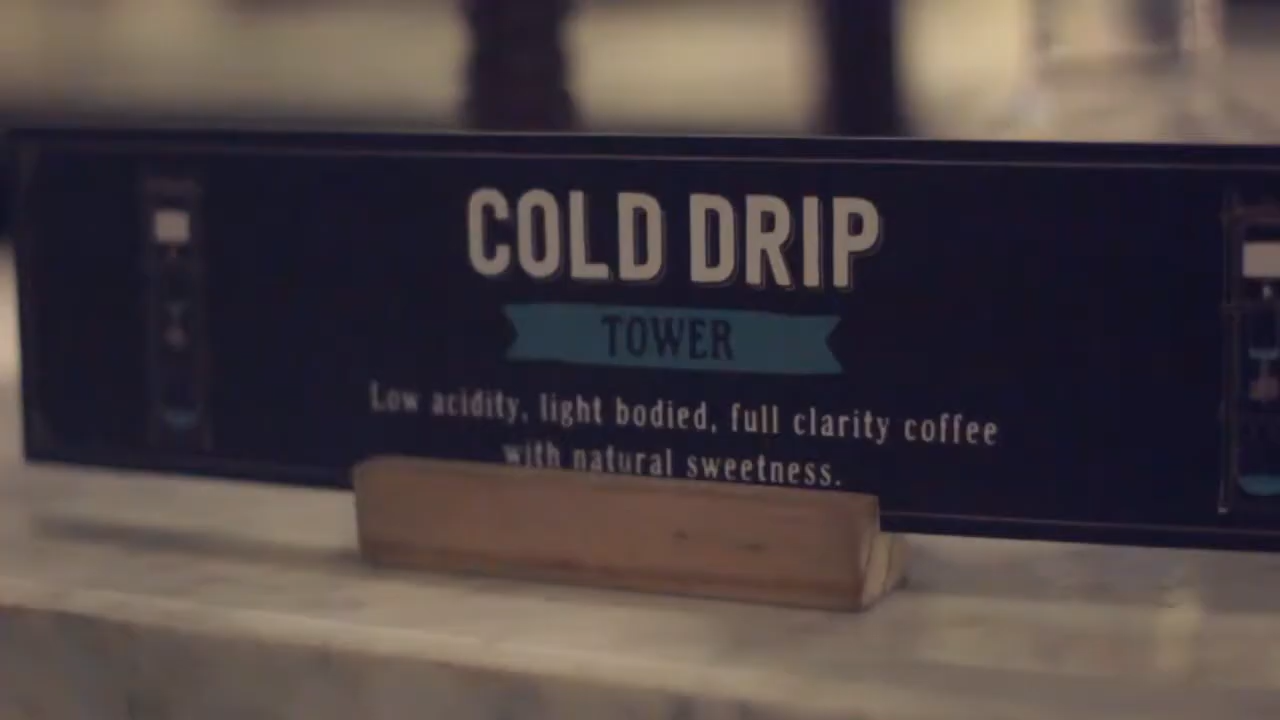 COLD DRIP
TOWER
Low acidity, light bodied, full clarity coffee
with natural sweetness.